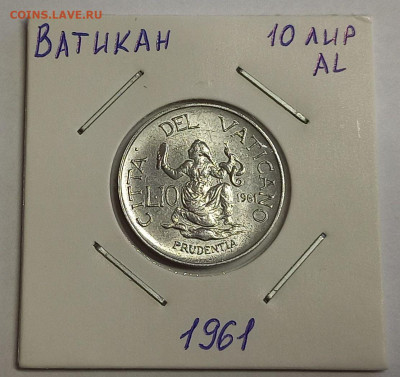 COINS.LAVE.RU
ВАТИКАН
10 ЛИР
AL
CITTA' DEL VATICANO
L.10
1961
PRUDENTIA
1961